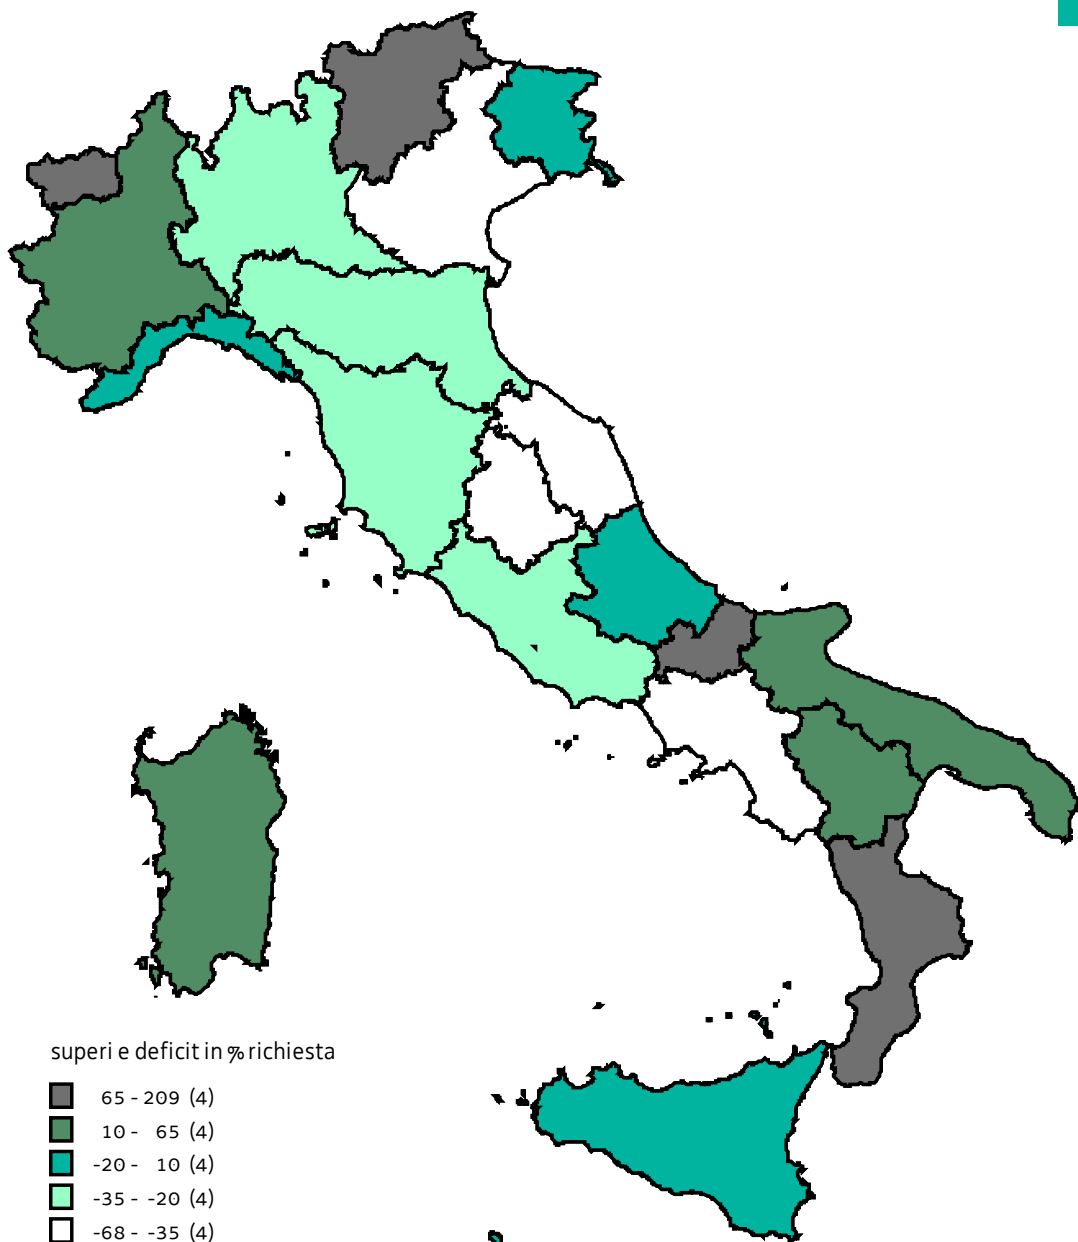 superi e deficit in % richiesta
65 - 209 (4)
10 - 65 (4)
-20 - 10 (4)
-35 - -20 (4)
-68 - -35 (4)